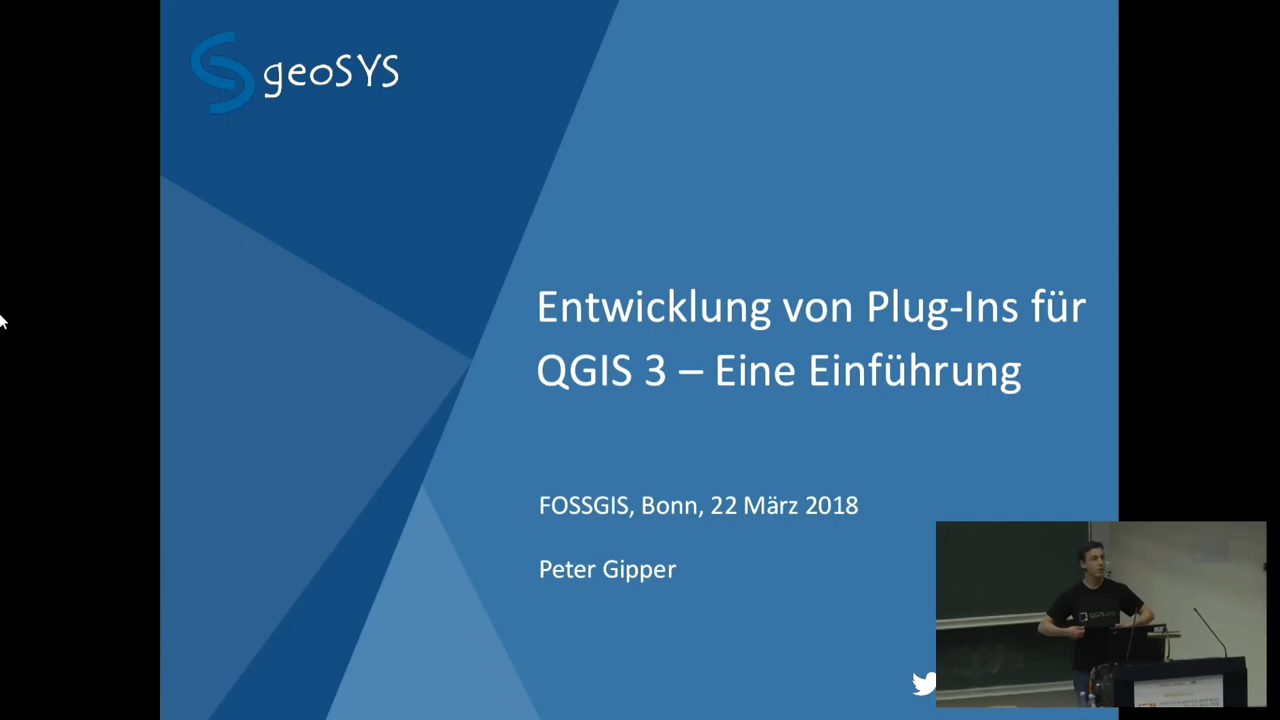 geoSYS
Entwicklung von Plug-Ins für
QGIS 3 – Eine Einführung
FOSSGIS, Bonn, 22 März 2018
Peter Gipper